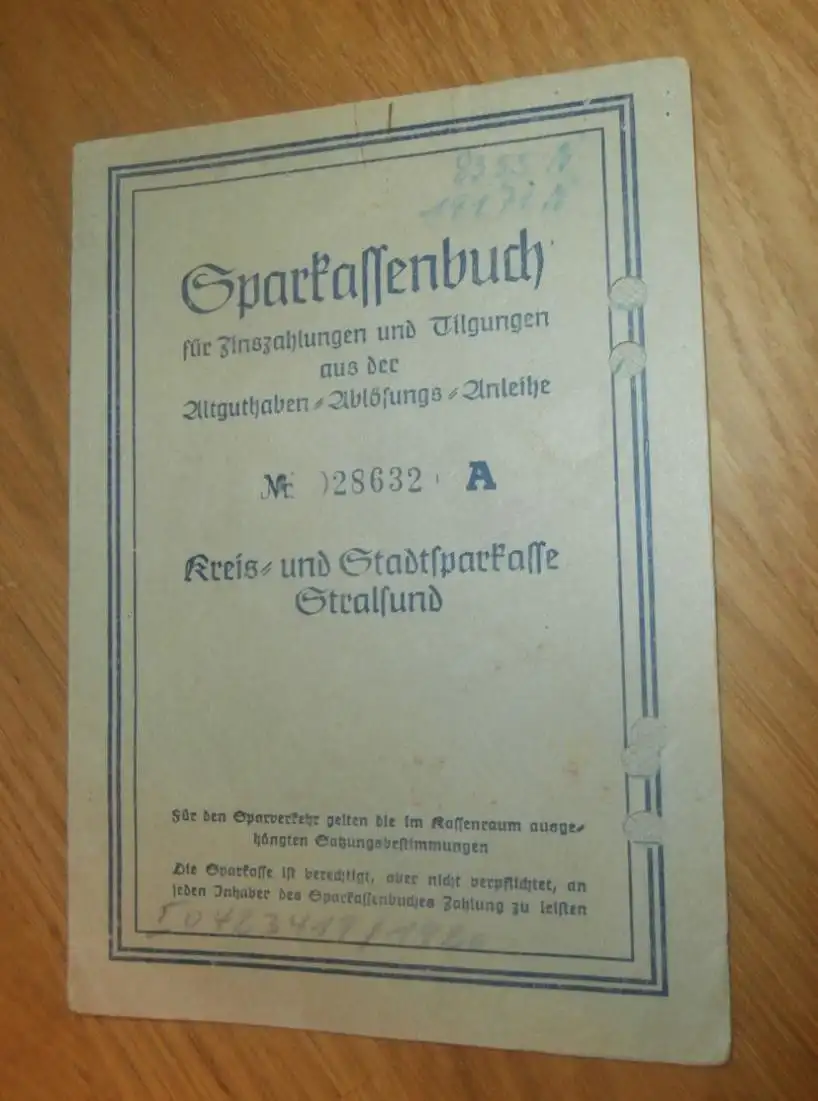 8355 N
Sparkassenbuch
für Zinszahlungen und Tilgungen
aus der
Altguthaben-Ablösungs-Anleihe
Nr. 28632 A
Kreis- und Stadtsparkasse
Stralsund
Für den Sparverkehr gelten die im Kassenraum ausge-
hängten Satzungsbestimmungen
Die Sparkasse ist berechtigt, aber nicht verpflichtet, an
jeden Inhaber des Sparkassenbuches Zahlung zu leisten